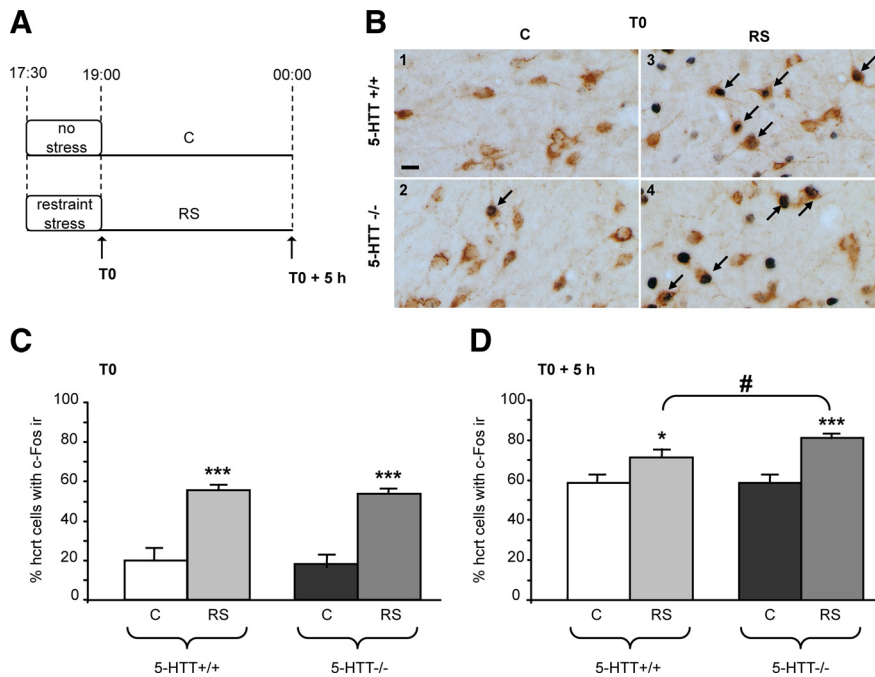 A
17:30
19:00
00:00
no
stress
C
restraint
stress
RS
T0
T0 + 5 h
B
T0
C
RS
5-HTT +/+
5-HTT -/-
1
3
2
4
C
T0
% hcrt cells with c-Fos ir
100
80
60
40
20
0
***
***
C
RS
C
RS
5-HTT+/+
5-HTT-/-
D
T0 + 5 h
#
% hcrt cells with c-Fos ir
100
80
60
40
20
0
*
***
C
RS
C
RS
5-HTT+/+
5-HTT-/-